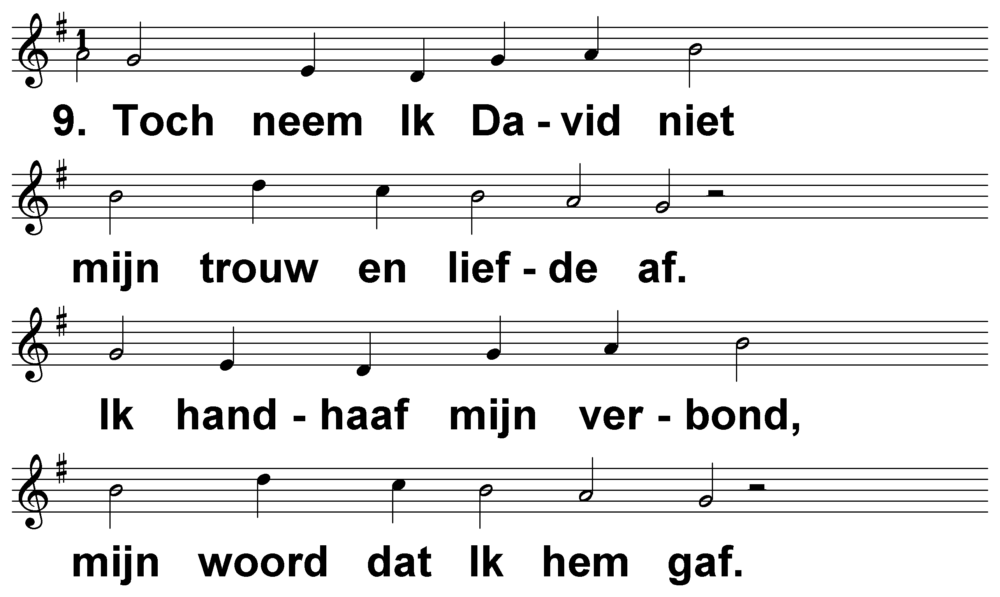 1
9. Toch neem Ik Da - vid niet
mijn trouw en lief - de af.
Ik hand - haaf mijn ver - bond,
mijn woord dat Ik hem gaf.